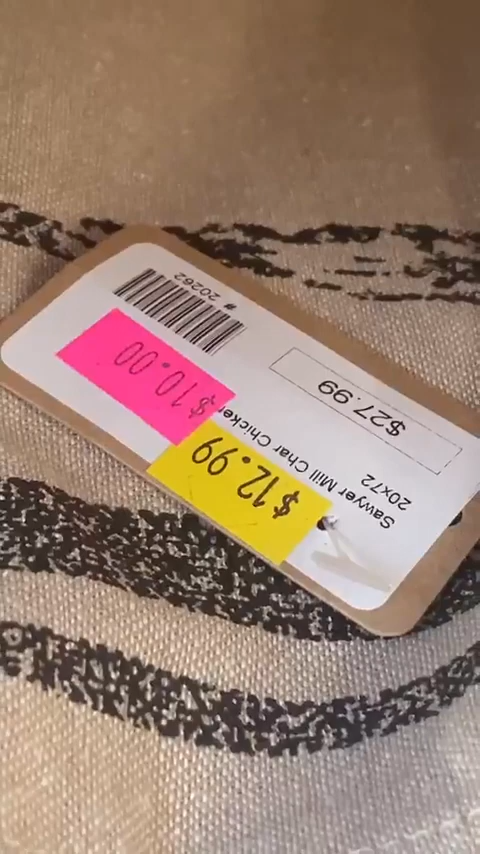 Sawyer Mill Char Chicken
20x72
$27.99
$12.99
$10.00
# 20262